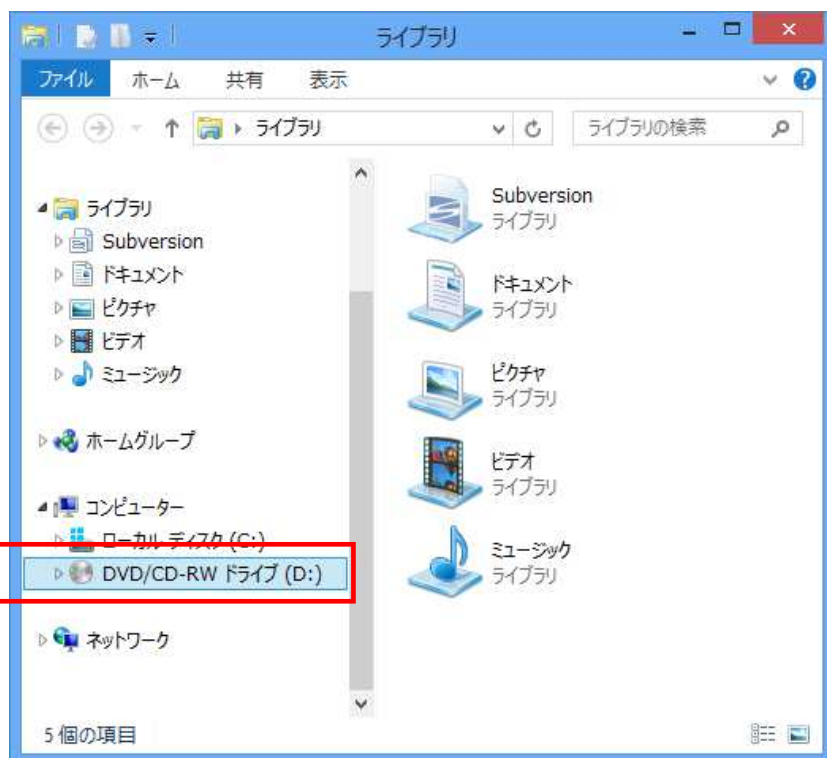 ライブラリ
ファイル ホーム 共有 表示
ライブラリ ライブラリの検索
ライブラリ
Subversion
ドキュメント
ピクチャ
ビデオ
ミュージック
ホームグループ
コンピューター
ローカル ディスク (C:)
DVD/CD-RW ドライブ (D:)
ネットワーク
Subversion
ライブラリ
ドキュメント
ライブラリ
ピクチャ
ライブラリ
ビデオ
ライブラリ
ミュージック
ライブラリ
5 個の項目